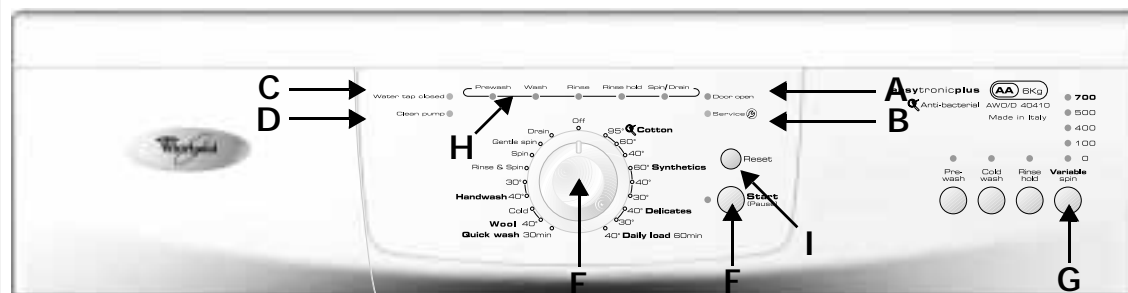 C
Water tap closed
D
Clean pump
Prewash Wash Rinse Rinse hold Spin/Drain
H
Door open
A
Service
B
Off
Drain
Gentle spin
Spin
Rinse & Spin
30°
Handwash 40°
Cold
Wool 40°
Quick wash 30min
95° Cotton
60°
40°
60° Synthetics
40°
30°
40° Delicates
30°
40° Daily load 60min
Reset
Start
(Pause)
I
Whirlpool
AA 6Kg
Anti-bacterial AWO/D 40410
Made in Italy
700
500
400
100
0
Pre-
wash
Cold
wash
Rinse
hold
Variable
spin
G